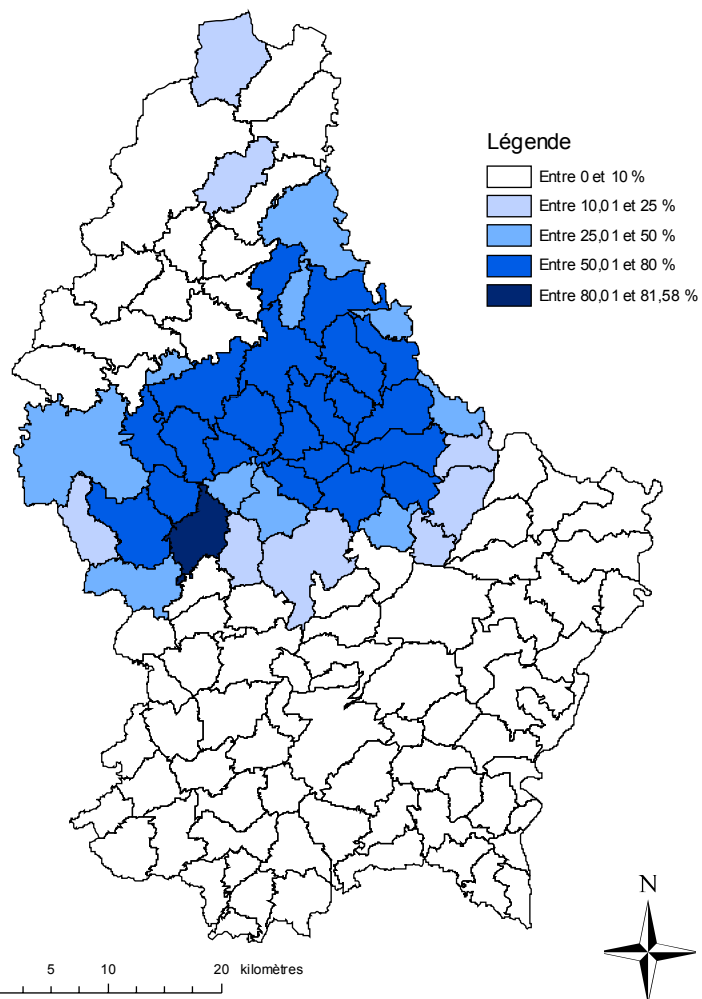 Légende
Entre 0 et 10 %
Entre 10,01 et 25 %
Entre 25,01 et 50 %
Entre 50,01 et 80 %
Entre 80,01 et 81,58 %
N
5 10 20 kilomètres